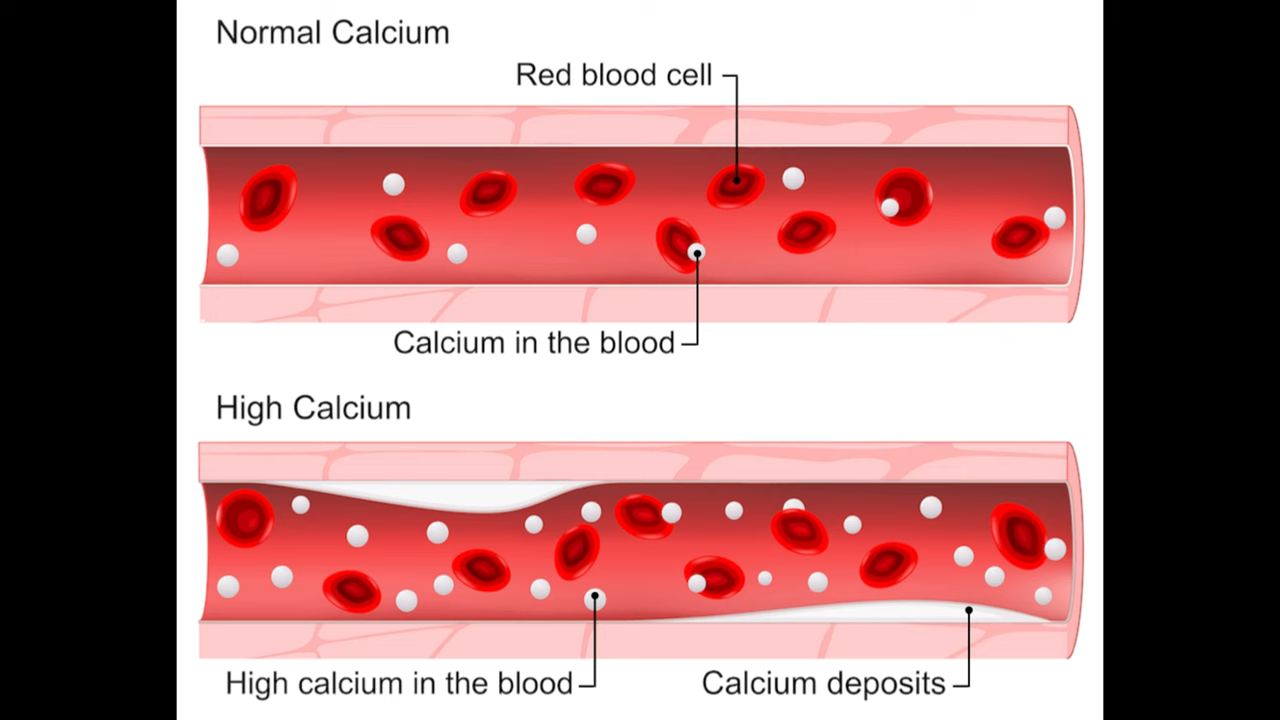 Normal Calcium
Red blood cell
Calcium in the blood
High Calcium
High calcium in the blood
Calcium deposits